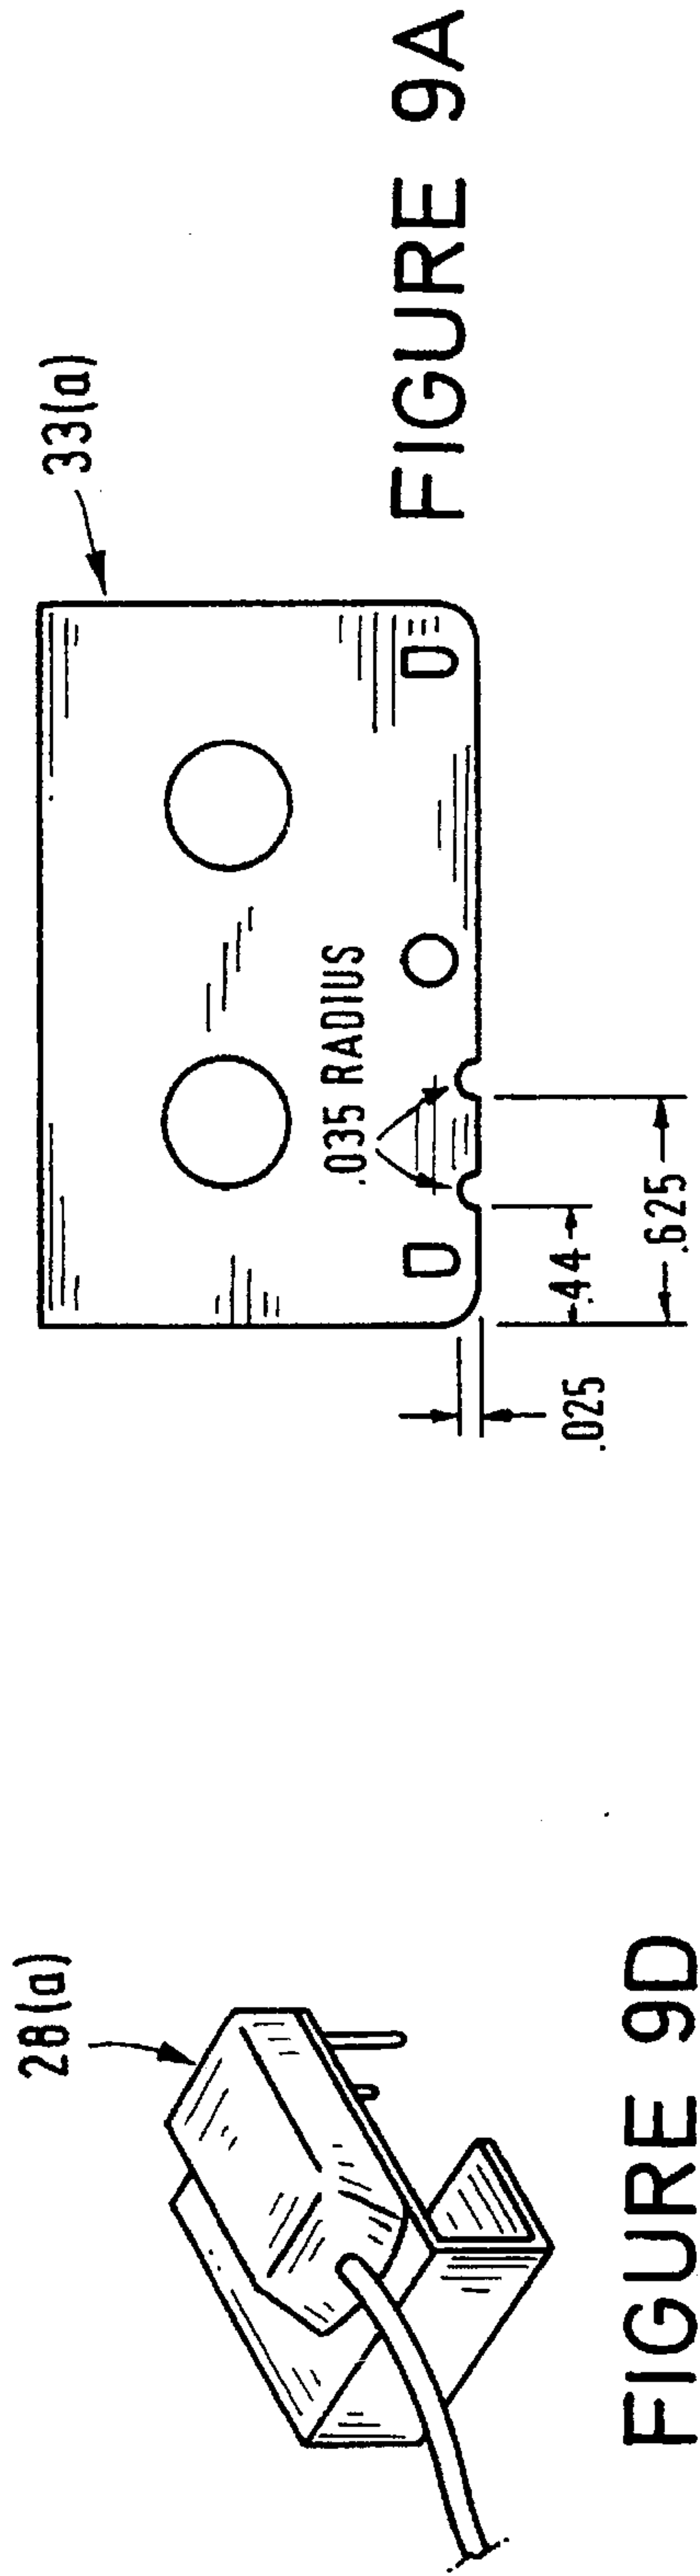 28(a)
FIGURE 9D
33(a)
.035 RADIUS
.025
.44
.625
FIGURE 9A